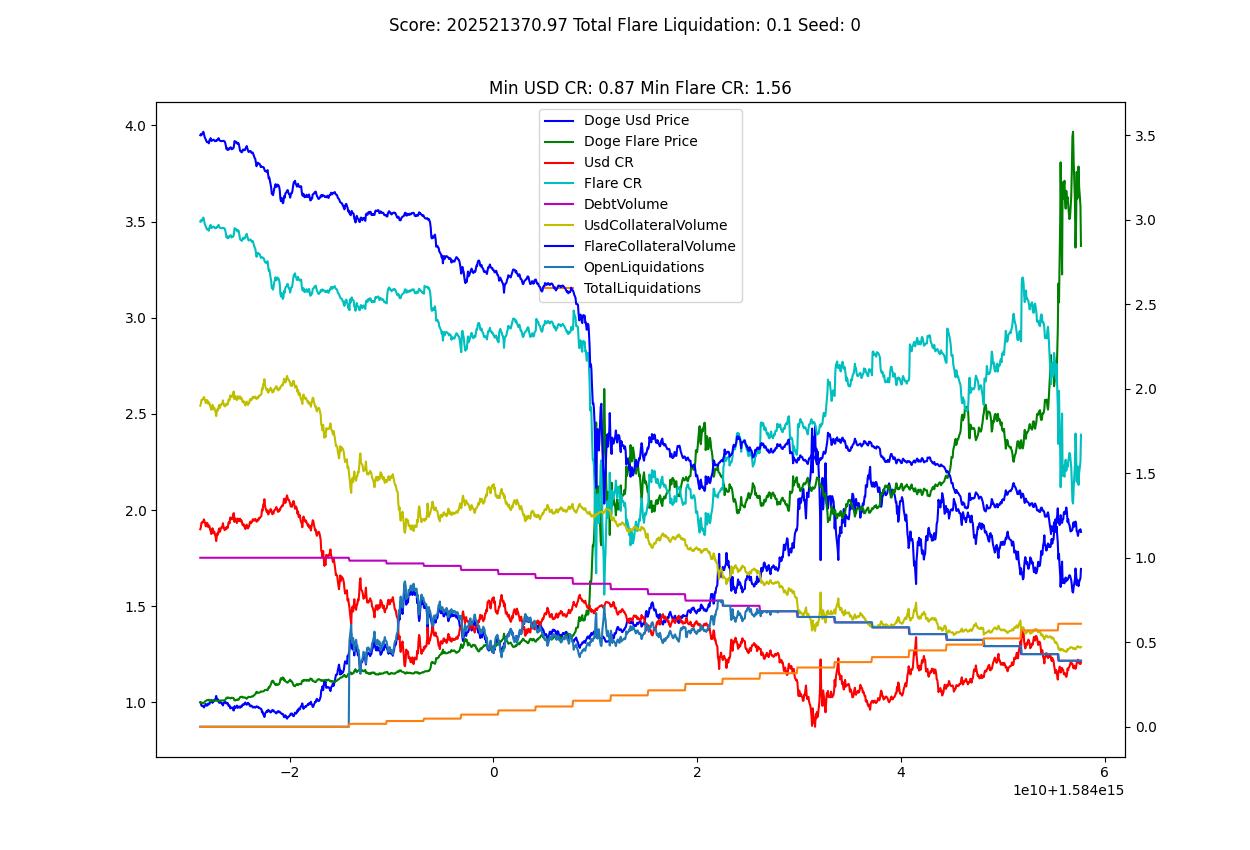 Score: 202521370.97 Total Flare Liquidation: 0.1 Seed: 0
Min USD CR: 0.87 Min Flare CR: 1.56
Doge Usd Price
Doge Flare Price
Usd CR
Flare CR
DebtVolume
UsdCollateralVolume
FlareCollateralVolume
OpenLiquidations
TotalLiquidations
4.0
3.5
3.0
2.5
2.0
1.5
1.0
3.5
3.0
2.5
2.0
1.5
1.0
0.5
0.0
−2 0 2 4 6
1e10+1.584e15